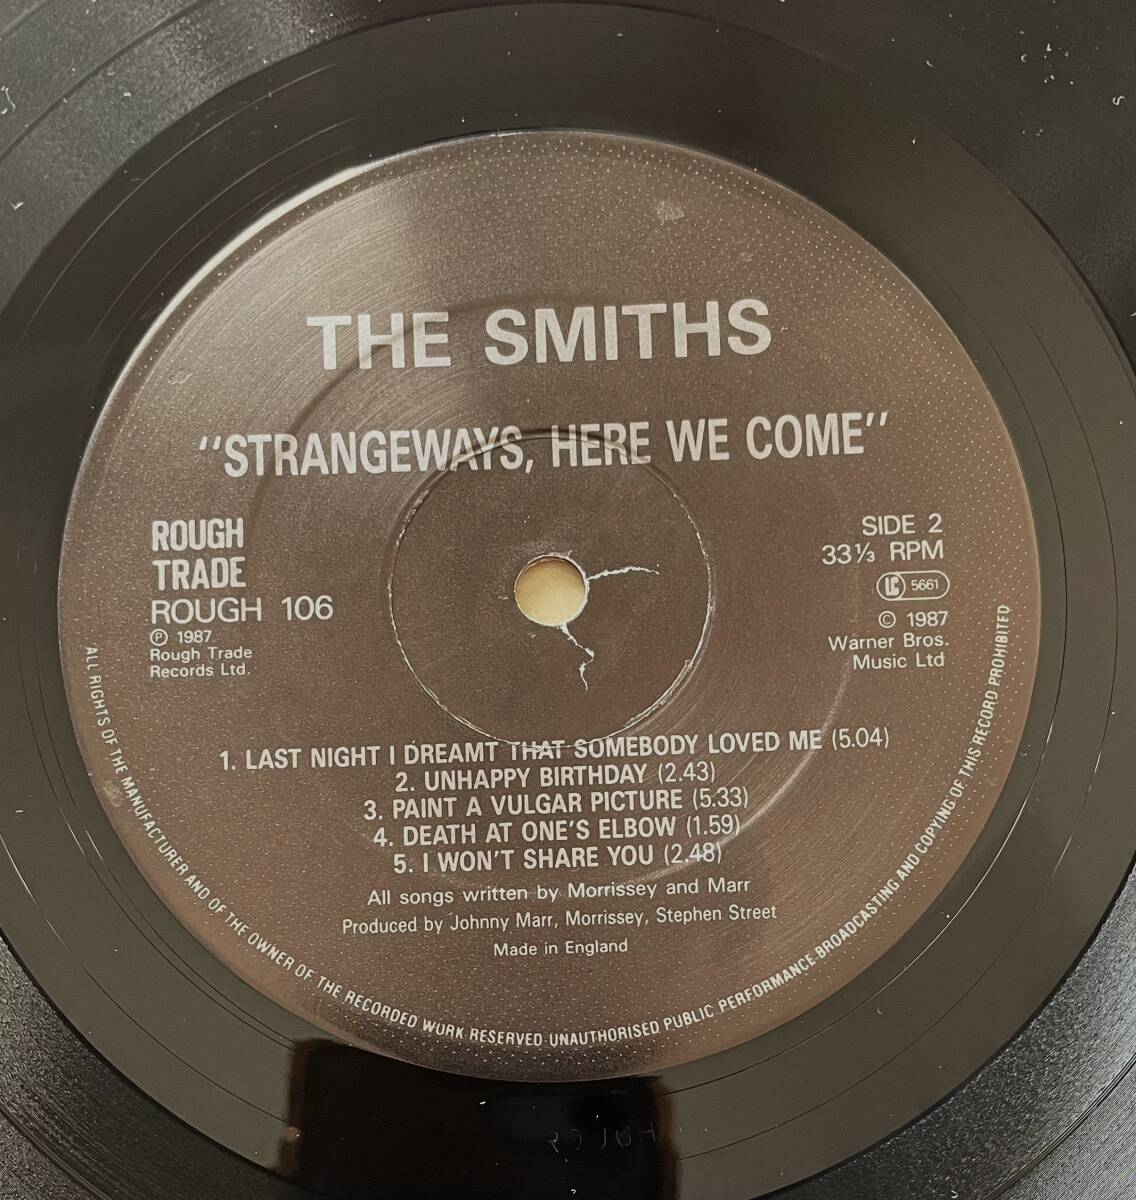 THE SMITHS
"STRANGEWAYS, HERE WE COME"
ROUGH
TRADE
ROUGH 106
℗ 1987
Rough Trade
Records Ltd.
SIDE 2
33⅓ RPM
LC 5661
© 1987
Warner Bros.
Music Ltd
1. LAST NIGHT I DREAMT THAT SOMEBODY LOVED ME (5.04)
2. UNHAPPY BIRTHDAY (2.43)
3. PAINT A VULGAR PICTURE (5.33)
4. DEATH AT ONE'S ELBOW (1.59)
5. I WON'T SHARE YOU (2.48)
All songs written by Morrissey and Marr
Produced by Johnny Marr, Morrissey, Stephen Street
Made in England
ALL RIGHTS OF THE MANUFACTURER AND OF THE OWNER OF THE RECORDED WORK RESERVED UNAUTHORISED PUBLIC PERFORMANCE BROADCASTING AND COPYING OF THIS RECORD PROHIBITED